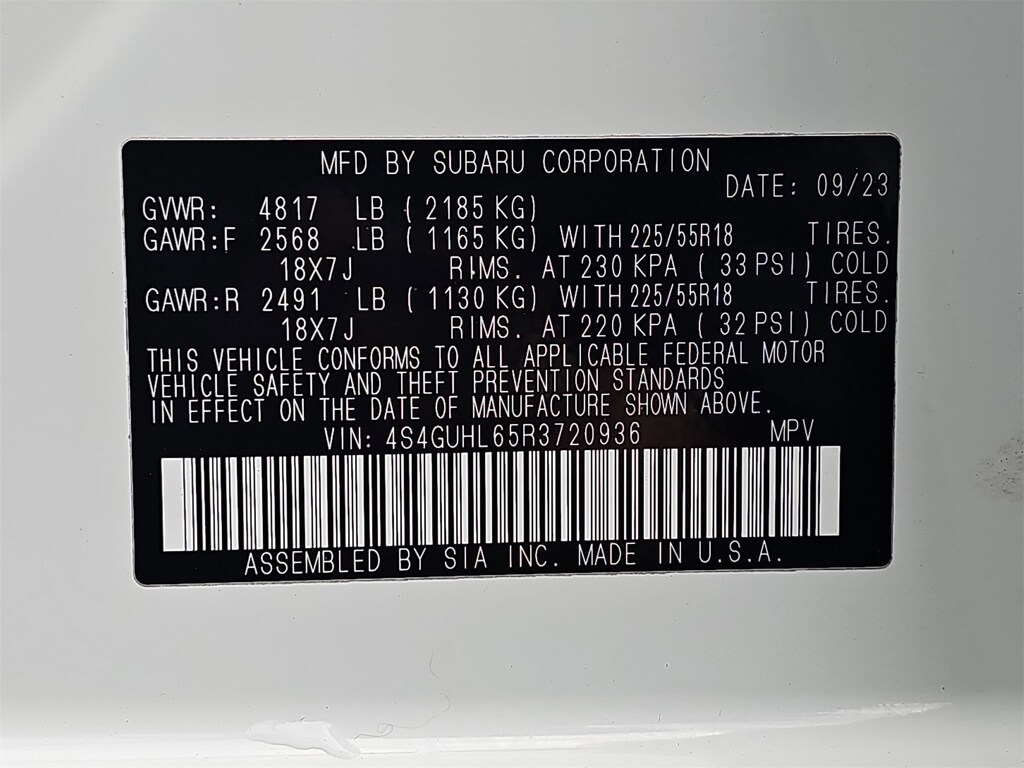 MFD BY SUBARU CORPORATION
DATE: 09/23
GVWR: 4817 LB ( 2185 KG)
GAWR:F 2568 LB ( 1165 KG) WITH 225/55R18 TIRES.
18X7J RIMS. AT 230 KPA ( 33 PSI) COLD
GAWR:R 2491 LB ( 1130 KG) WITH 225/55R18 TIRES.
18X7J RIMS. AT 220 KPA ( 32 PSI) COLD
THIS VEHICLE CONFORMS TO ALL APPLICABLE FEDERAL MOTOR
VEHICLE SAFETY AND THEFT PREVENTION STANDARDS
IN EFFECT ON THE DATE OF MANUFACTURE SHOWN ABOVE.
VIN: 4S4GUHL65R3720936 MPV
ASSEMBLED BY SIA INC. MADE IN U.S.A.